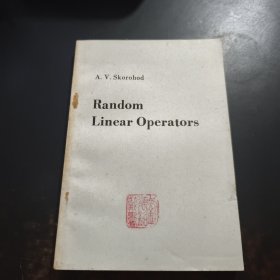 A. V. Skorohod
Random
Linear Operators